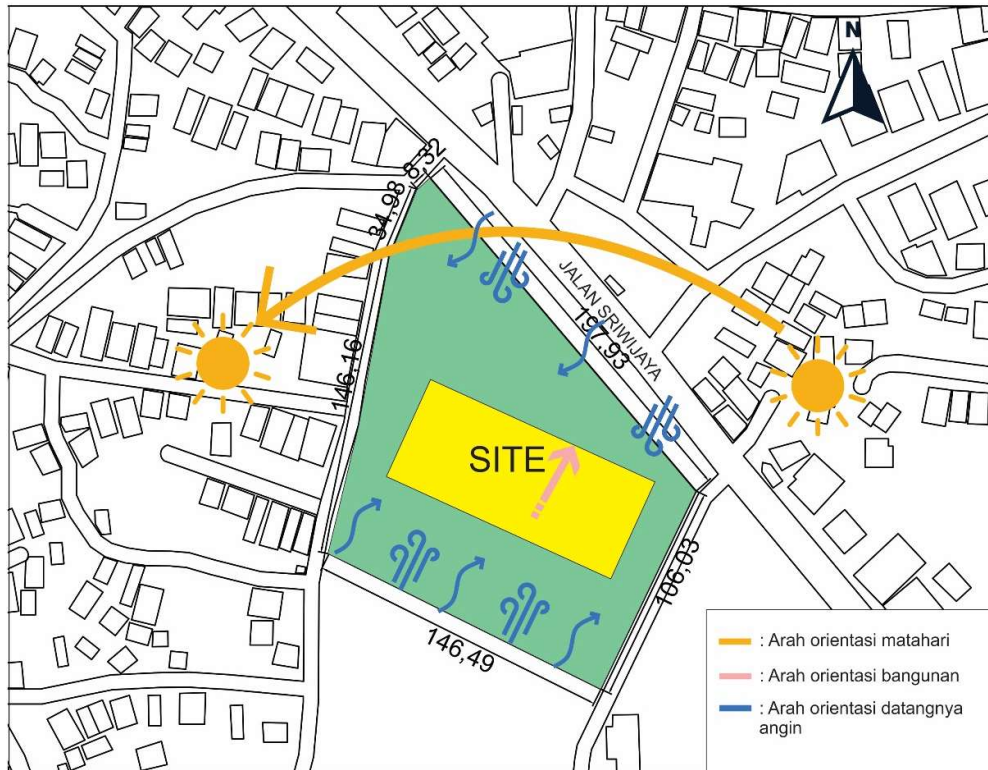 N
8,32
34,98
JALAN SRIWIJAYA
197,93
146,16
SITE
106,03
146,49
: Arah orientasi matahari
: Arah orientasi bangunan
: Arah orientasi datangnya
angin